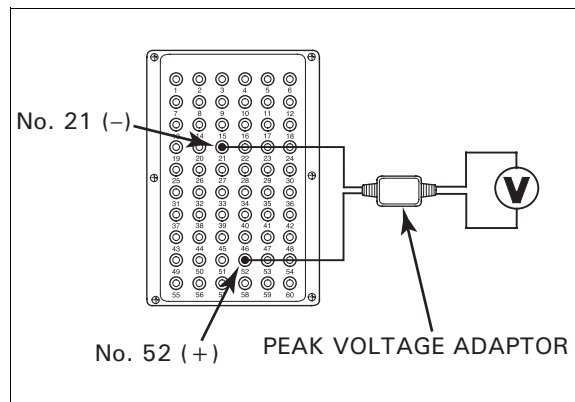 1 2 3 4 5 6
7 8 9 10 11 12
No. 21 (–)
13 14 15 16 17 18
19 20 21 22 23 24
25 26 27 28 29 30
V
31 32 33 34 35 36
37 38 39 40 41 42
43 44 45 46 47 48
49 50 51 52 53 54
55 56 57 58 59 60
No. 52 (+)
PEAK VOLTAGE ADAPTOR